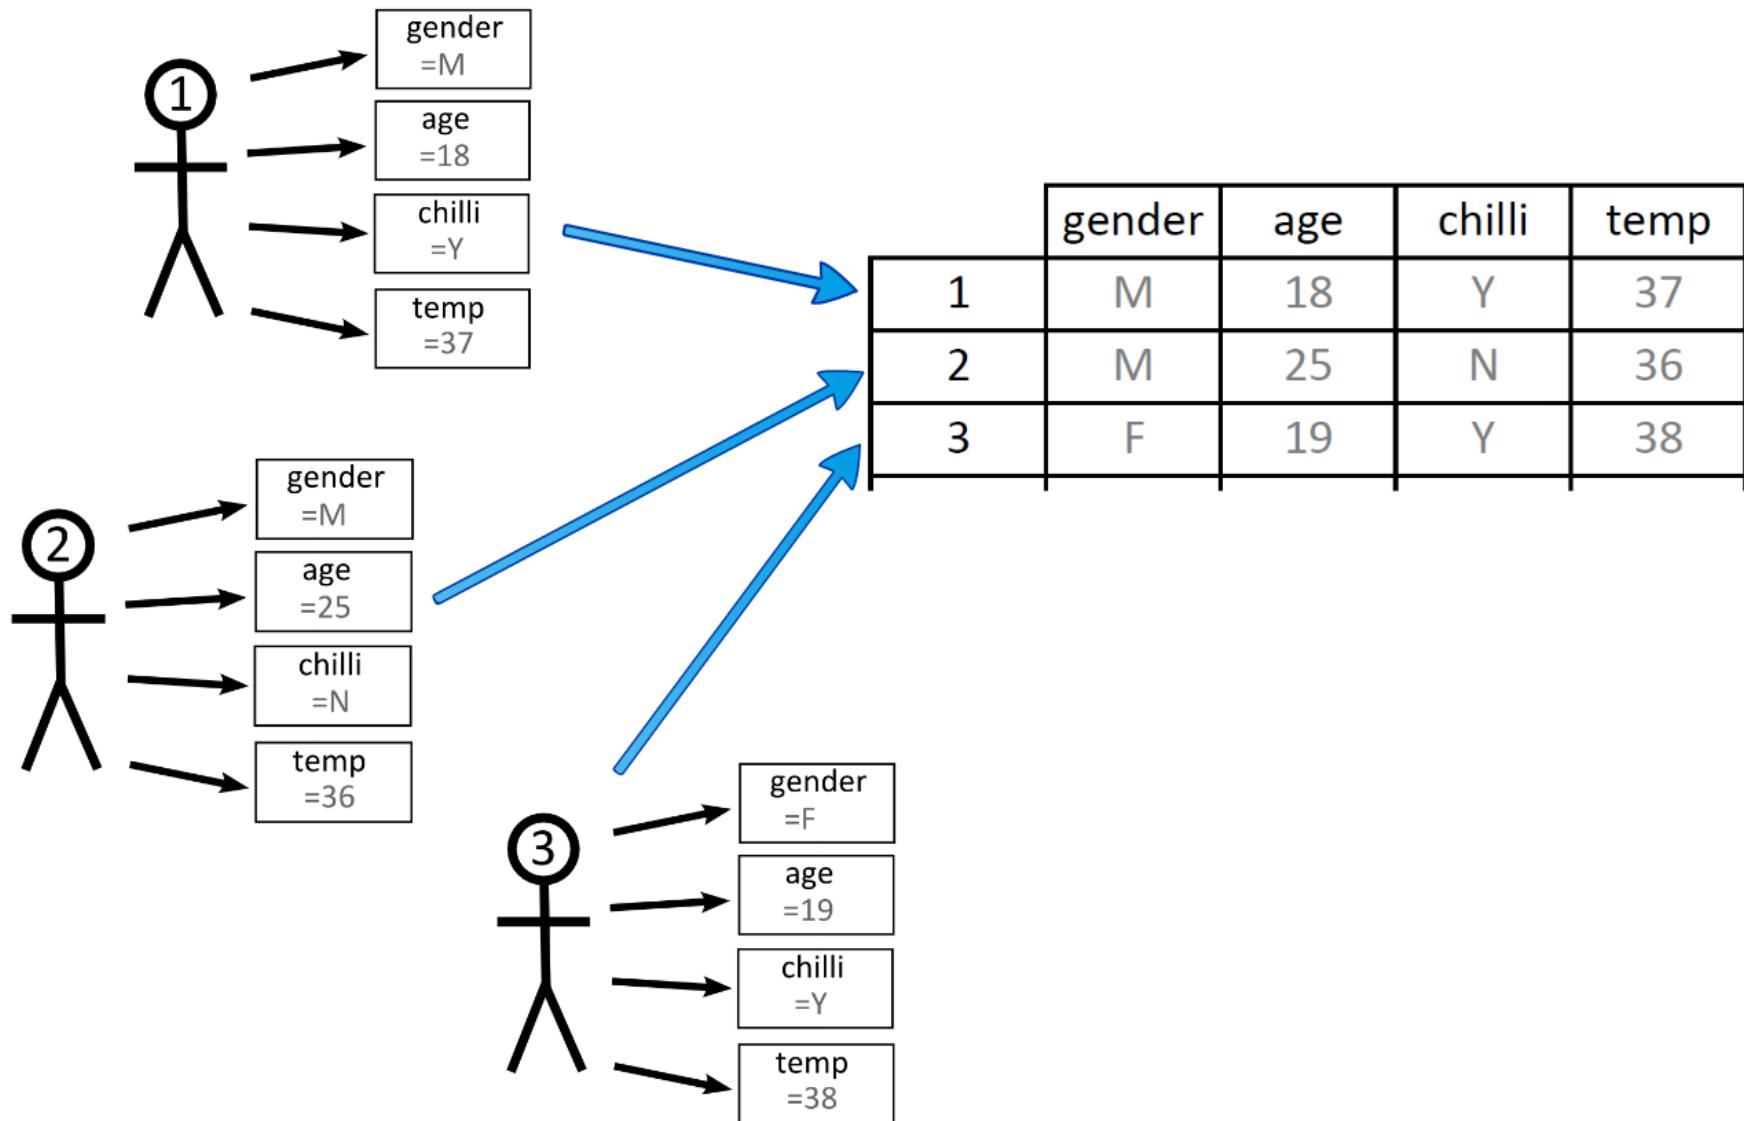 1
gender
=M
age
=18
chilli
=Y
temp
=37
gender age chilli temp
1 M 18 Y 37
2 M 25 N 36
3 F 19 Y 38
2
gender
=M
age
=25
chilli
=N
temp
=36
3
gender
=F
age
=19
chilli
=Y
temp
=38